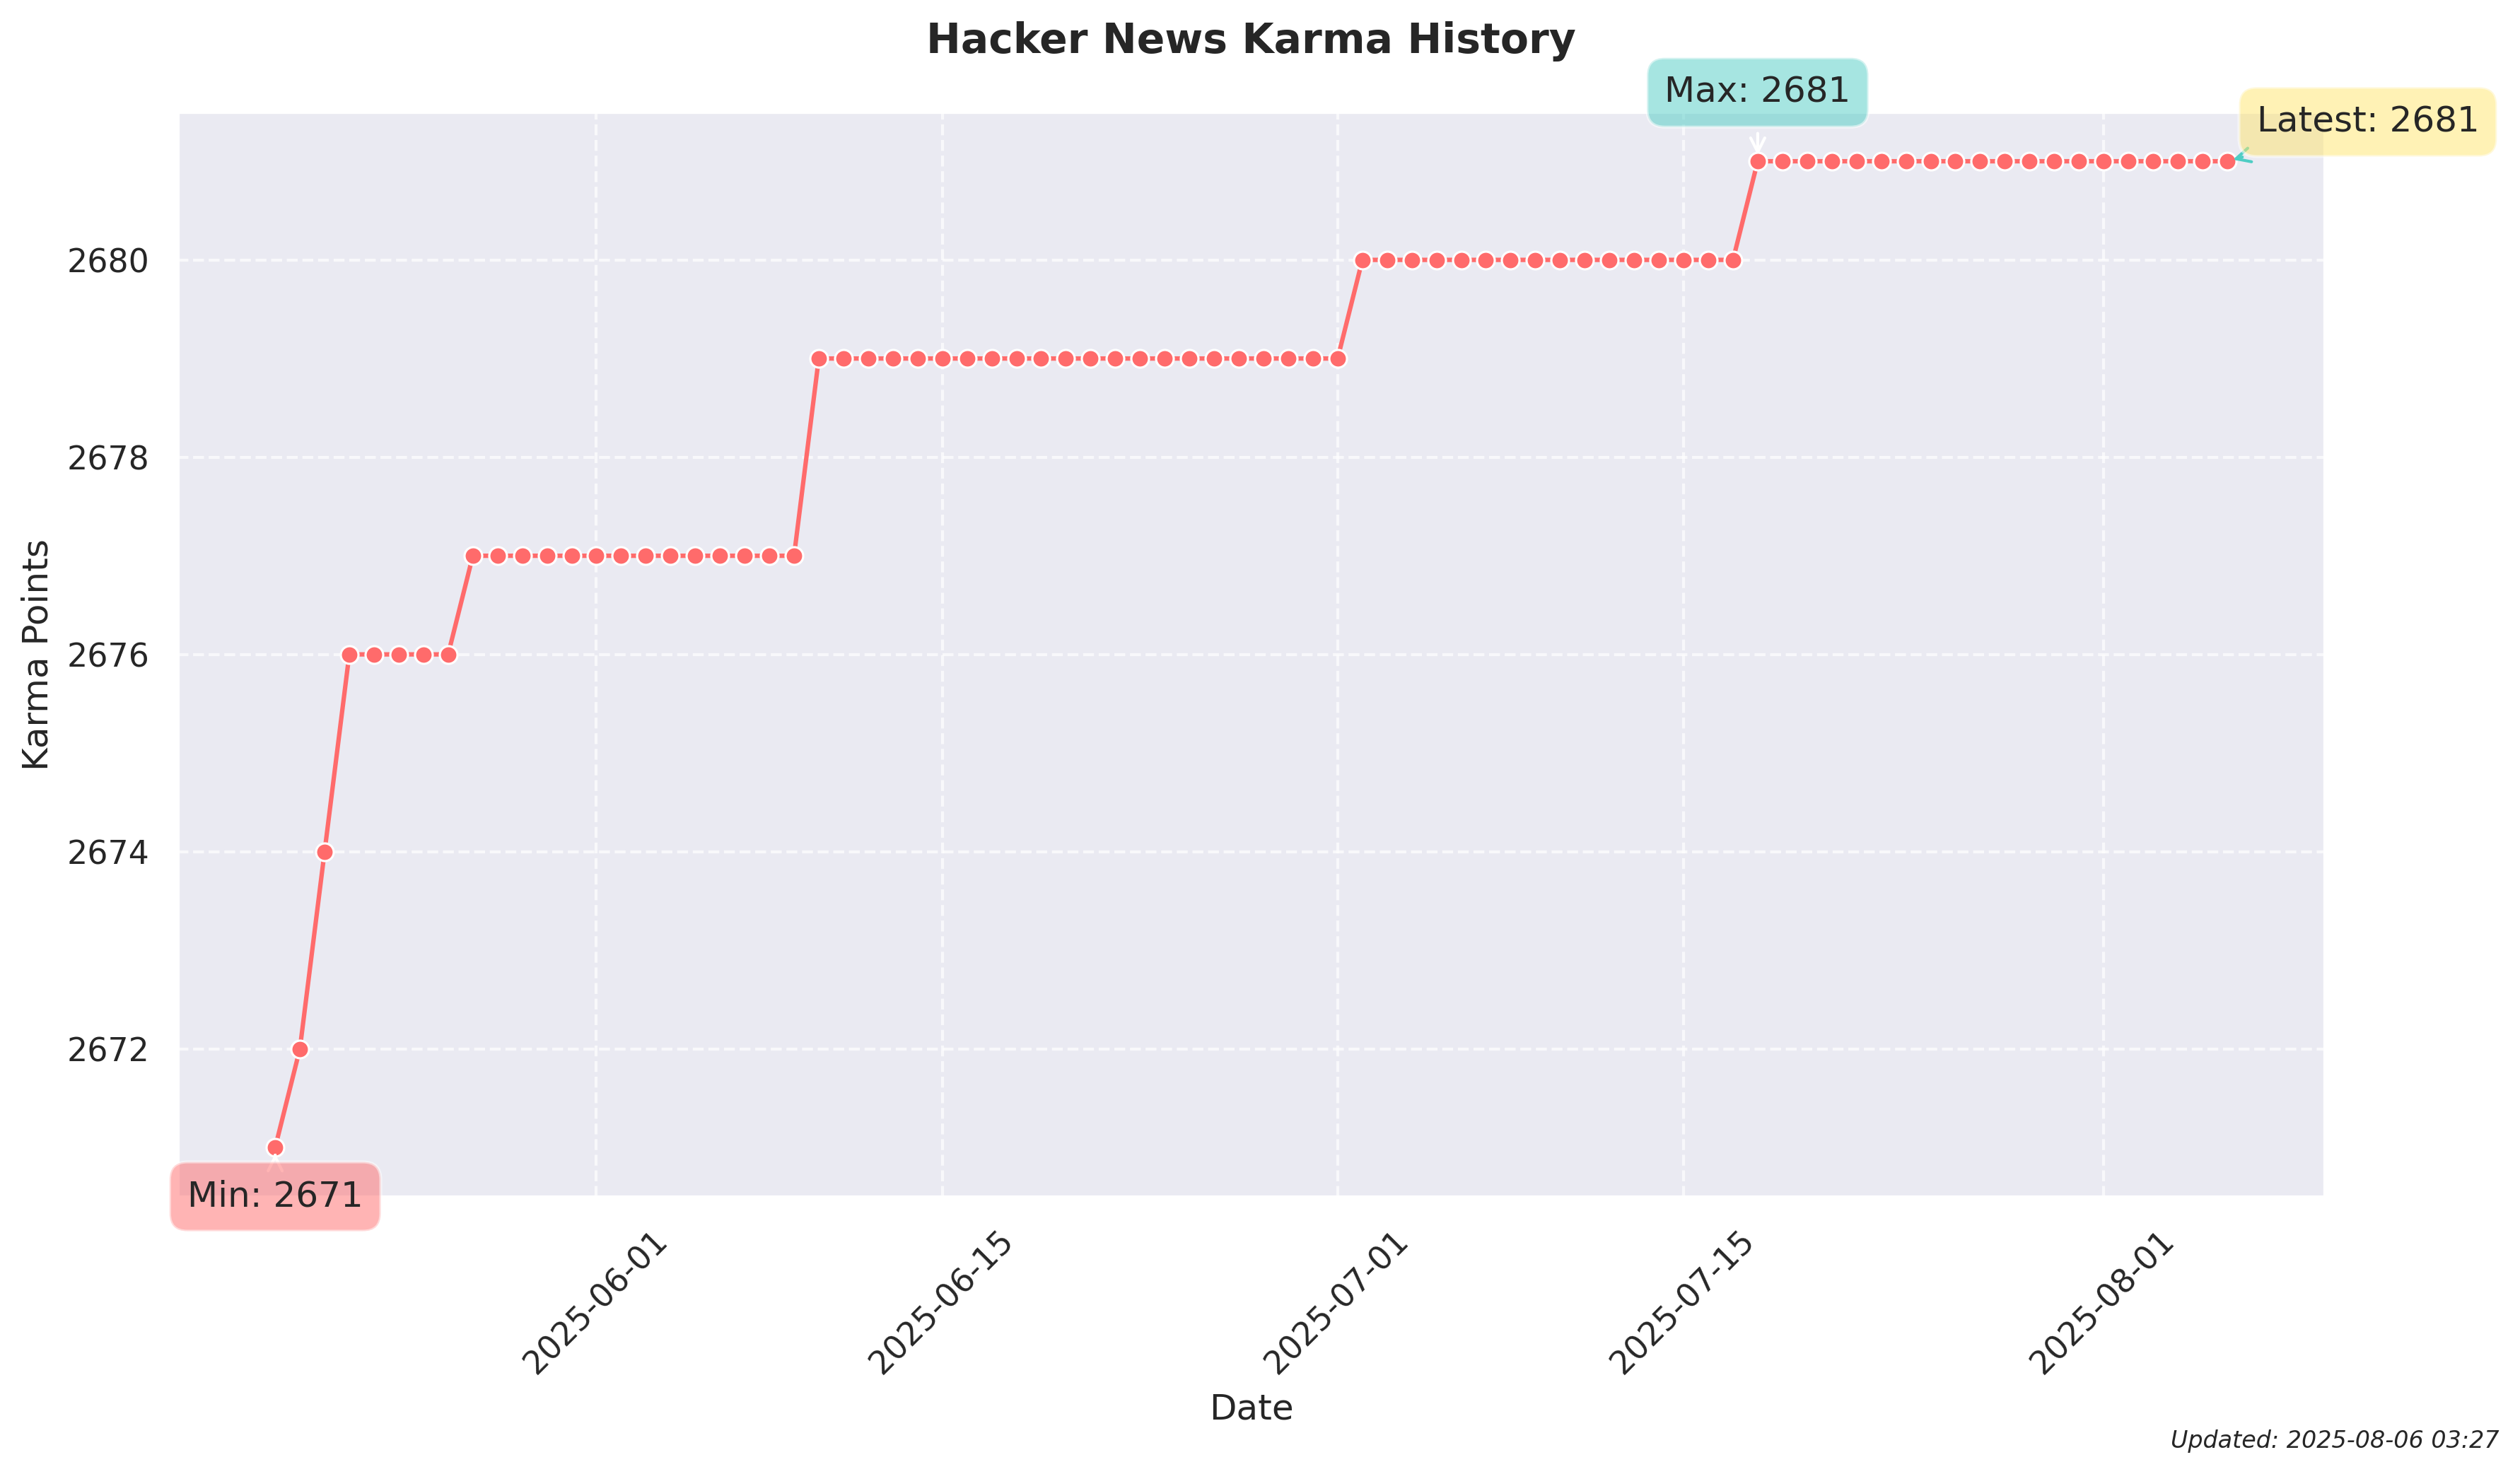 Hacker News Karma History
Max: 2681
Latest: 2681
2680
2678
2676
2674
2672
Karma Points
Min: 2671
2025-06-01
2025-06-15
2025-07-01
2025-07-15
2025-08-01
Date
Updated: 2025-08-06 03:27